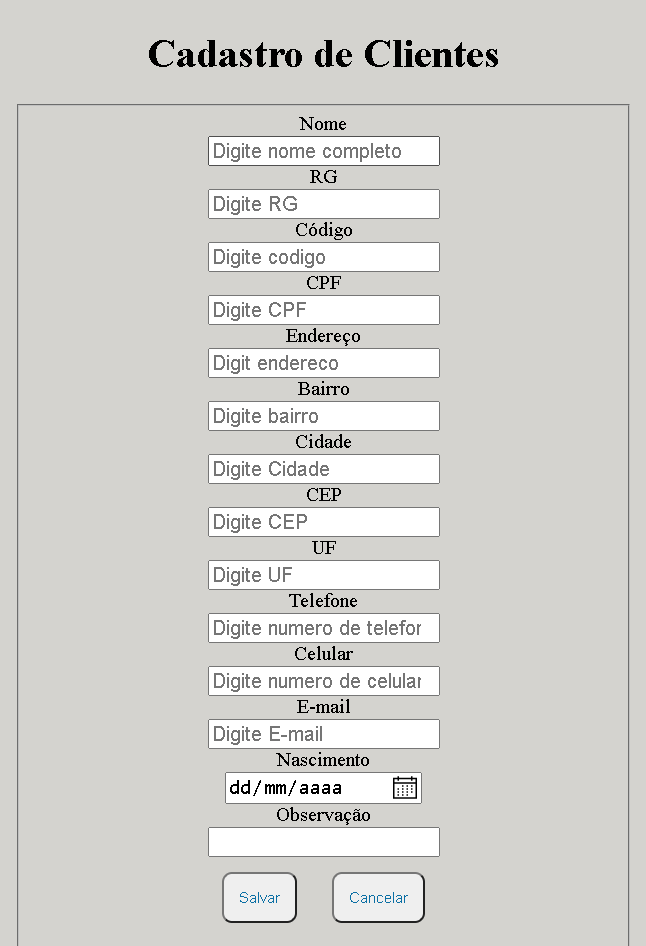 Cadastro de Clientes
Nome
Digite nome completo
RG
Digite RG
Código
Digite codigo
CPF
Digite CPF
Endereço
Digit endereco
Bairro
Digite bairro
Cidade
Digite Cidade
CEP
Digite CEP
UF
Digite UF
Telefone
Digite numero de telefor
Celular
Digite numero de celular
E-mail
Digite E-mail
Nascimento
dd/mm/aaaa
Observação
Salvar Cancelar